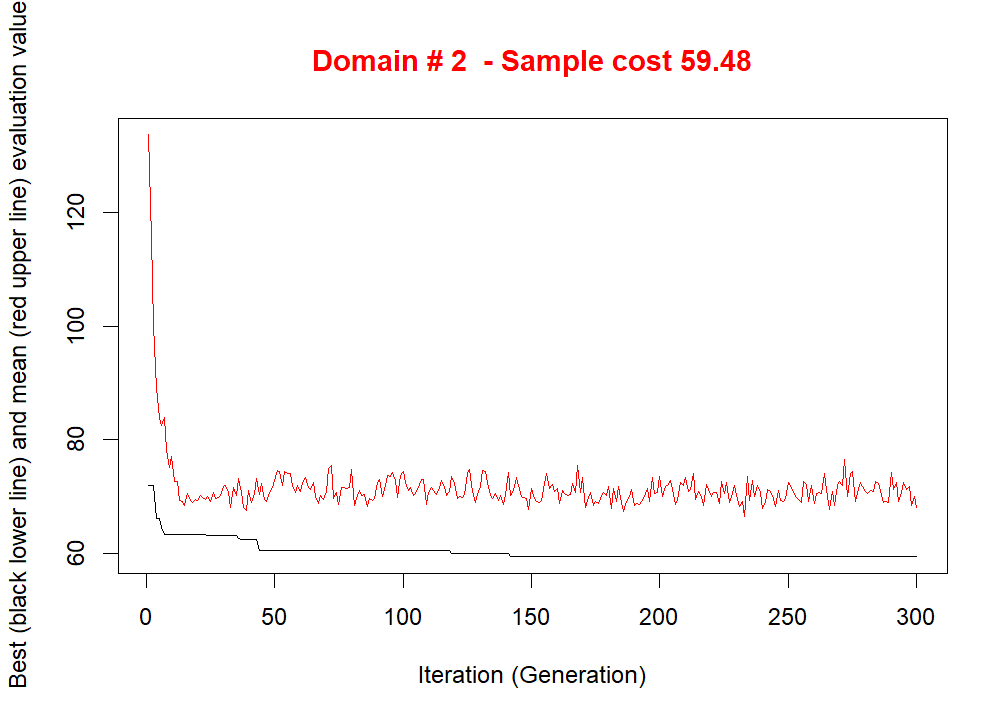 Domain # 2  - Sample cost 59.48
Best (black lower line) and mean (red upper line) evaluation value
120
100
80
60
0 50 100 150 200 250 300
Iteration (Generation)